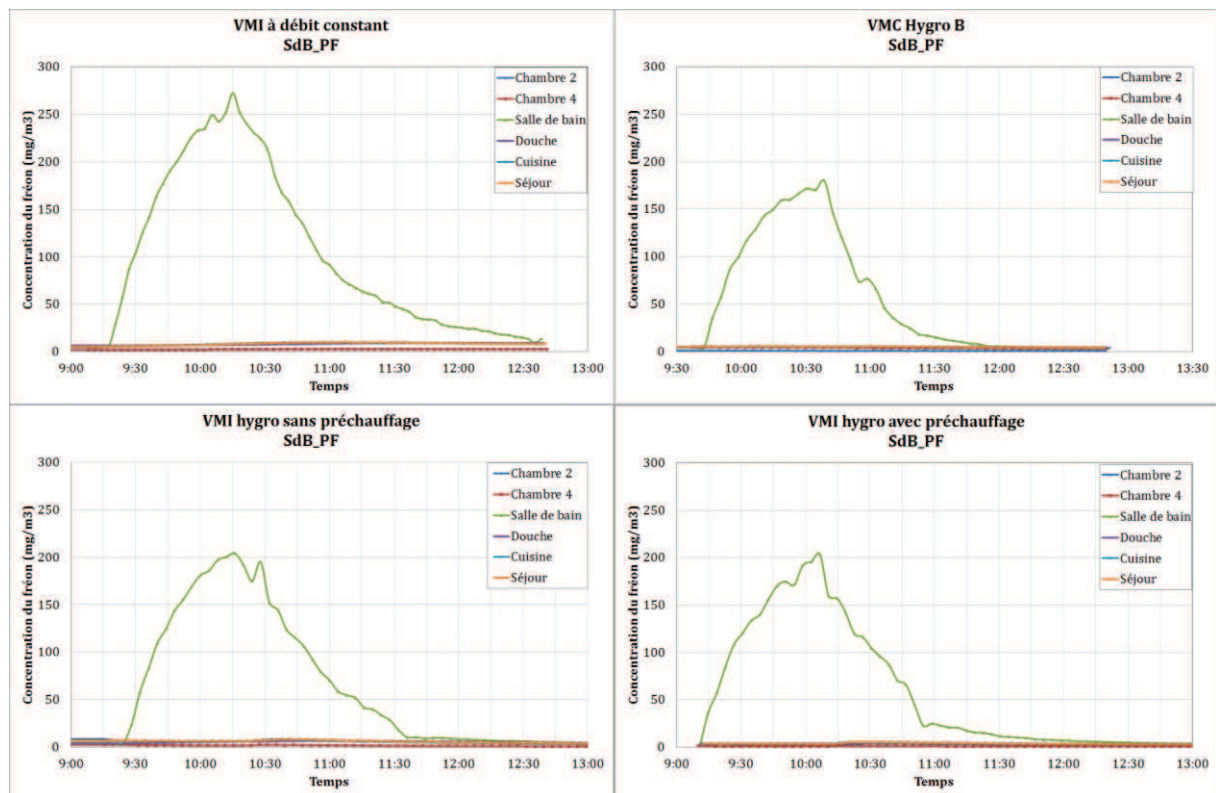 VMI à débit constant
SdB_PF
Concentration du fréon (mg/m3)
300
250
200
150
100
50
0
9:00 9:30 10:00 10:30 11:00 11:30 12:00 12:30 13:00
Temps
Chambre 2
Chambre 4
Salle de bain
Douche
Cuisine
Séjour
VMC Hygro B
SdB_PF
Concentration du fréon (mg/m3)
300
250
200
150
100
50
0
9:30 10:00 10:30 11:00 11:30 12:00 12:30 13:00 13:30
Temps
Chambre 2
Chambre 4
Salle de bain
Douche
Cuisine
Séjour
VMI hygro sans préchauffage
SdB_PF
Concentration du fréon (mg/m3)
300
250
200
150
100
50
0
9:00 9:30 10:00 10:30 11:00 11:30 12:00 12:30 13:00
Temps
Chambre 2
Chambre 4
Salle de bain
Douche
Cuisine
Séjour
VMI hygro avec préchauffage
SdB_PF
Concentration du fréon (mg/m3)
300
250
200
150
100
50
0
9:00 9:30 10:00 10:30 11:00 11:30 12:00 12:30 13:00
Temps
Chambre 2
Chambre 4
Salle de bain
Douche
Cuisine
Séjour